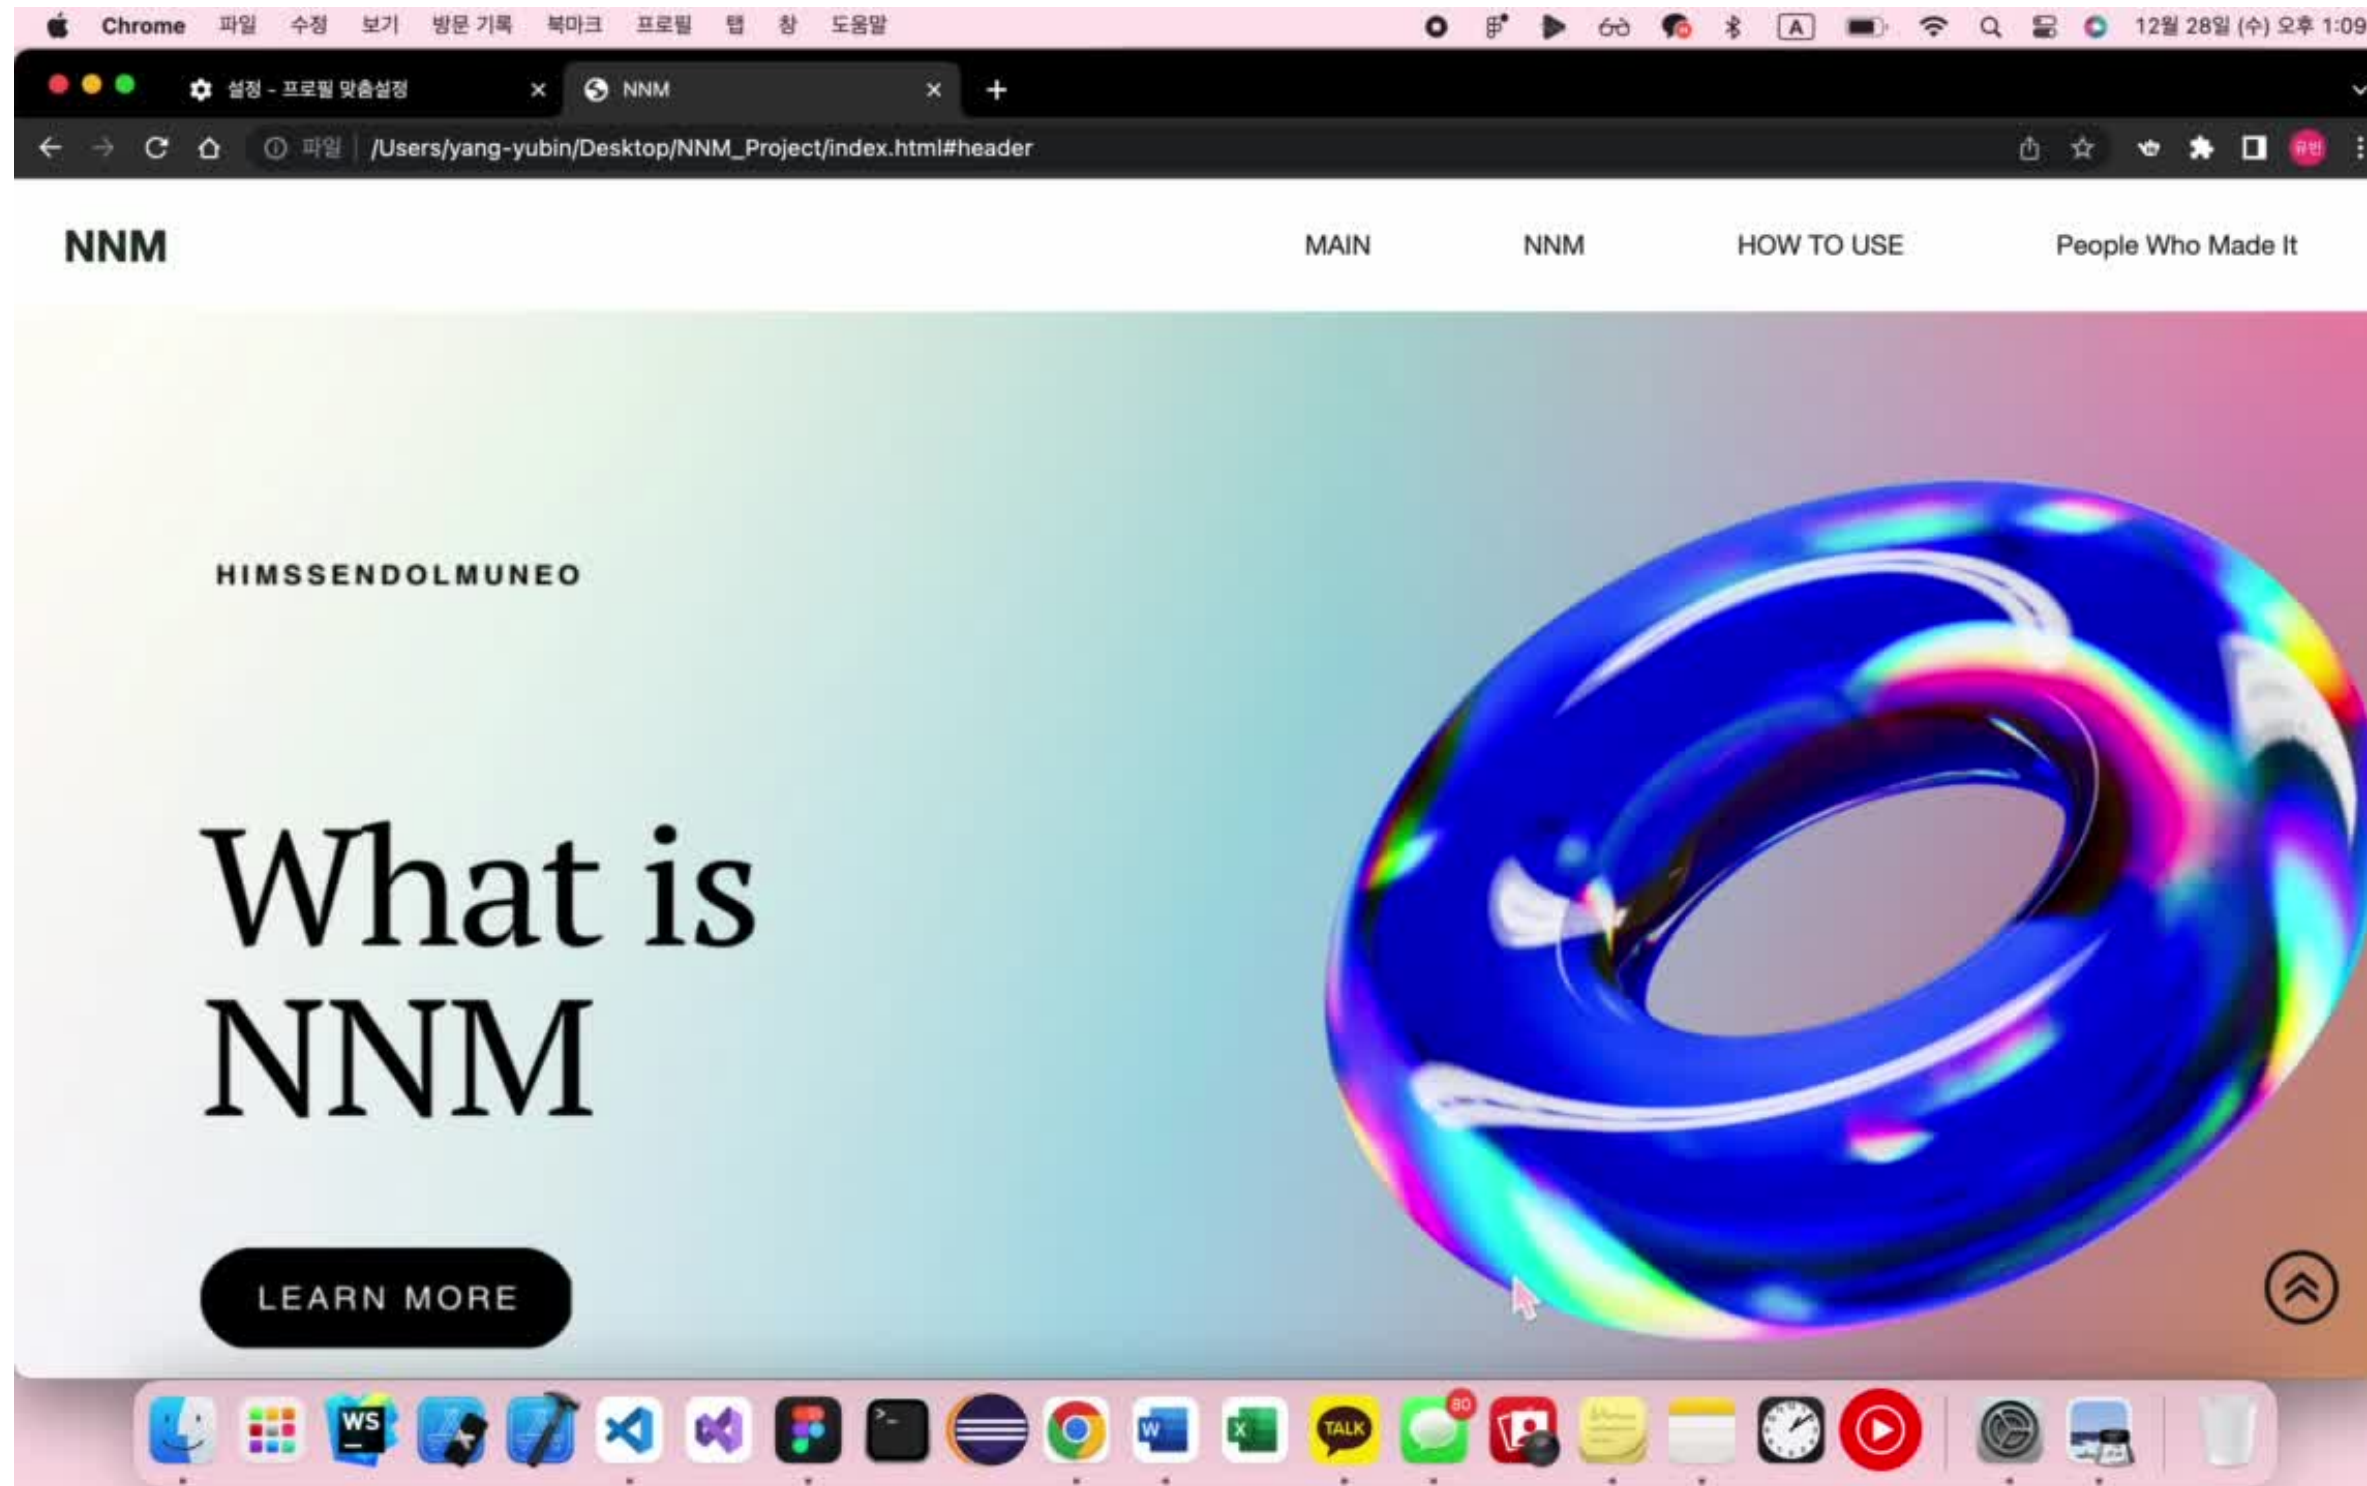 Chrome 파일 수정 보기 방문 기록 북마크 프로필 탭 창 도움말 A 12월 28일 (수) 오후 1:09
설정 - 프로필 맞춤설정 NNM
파일 /Users/yang-yubin/Desktop/NNM_Project/index.html#header 유빈
NNM MAIN NNM HOW TO USE People Who Made It
HIMSSENDOLMUNEO
What is
NNM
LEARN MORE
WS
>_
W
X
TALK
80